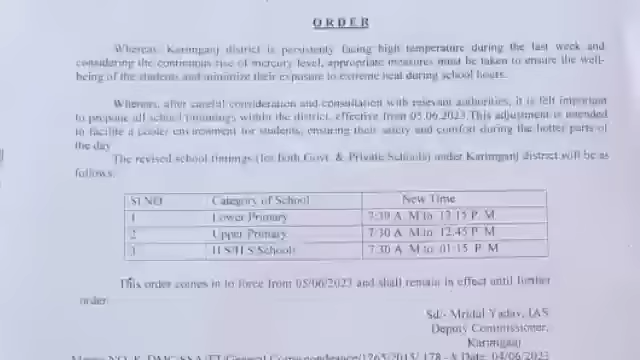 ORDER
Whereas, Karimganj district is persistently facing high temperature during the last week and
considering the continuous rise of mercury level, appropriate measures must be taken to ensure the well-
being of the students and minimize their exposure to extreme heat during school hours.
Whereas, after careful consideration and consultation with relevant authorities, it is felt important
to prepone all school timings within the district, effective from 05.06.2023.This adjustment is intended
to facilitate a cooler environment for students, ensuring their safety and comfort during the hotter parts of
the day
The revised school timings (for both Govt. & Private Schools) under Karimganj district will be as
follows:
Sl NO Category of School New Time
1 Lower Primary 7:30 A. M to 12.15 P. M
2 Upper Primary 7:30 A. M to 12.45 P. M
3 H S/H S Schools 7:30 A. M to 01:15 P. M
This order comes in to force from 05/06/2023 and shall remain in effect until further
order.
Sd/- Mridul Yadav, IAS
Deputy Commissioner,
Karimganj
Date: 04/06/2023